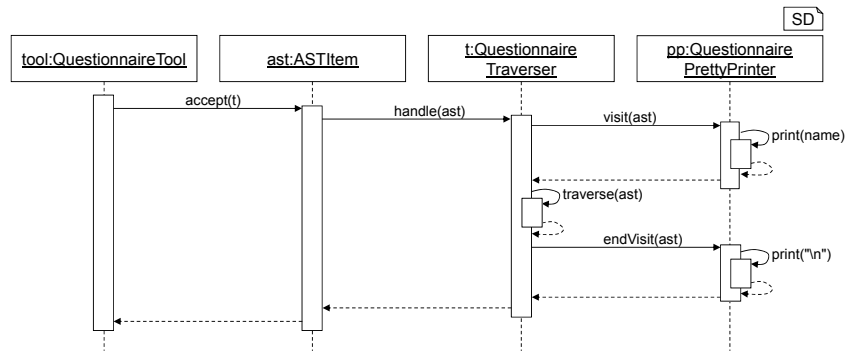 SD
tool:QuestionnaireTool
ast:ASTItem
t:Questionnaire
Traverser
pp:Questionnaire
PrettyPrinter
accept(t)
handle(ast)
visit(ast)
print(name)
traverse(ast)
endVisit(ast)
print("\n")